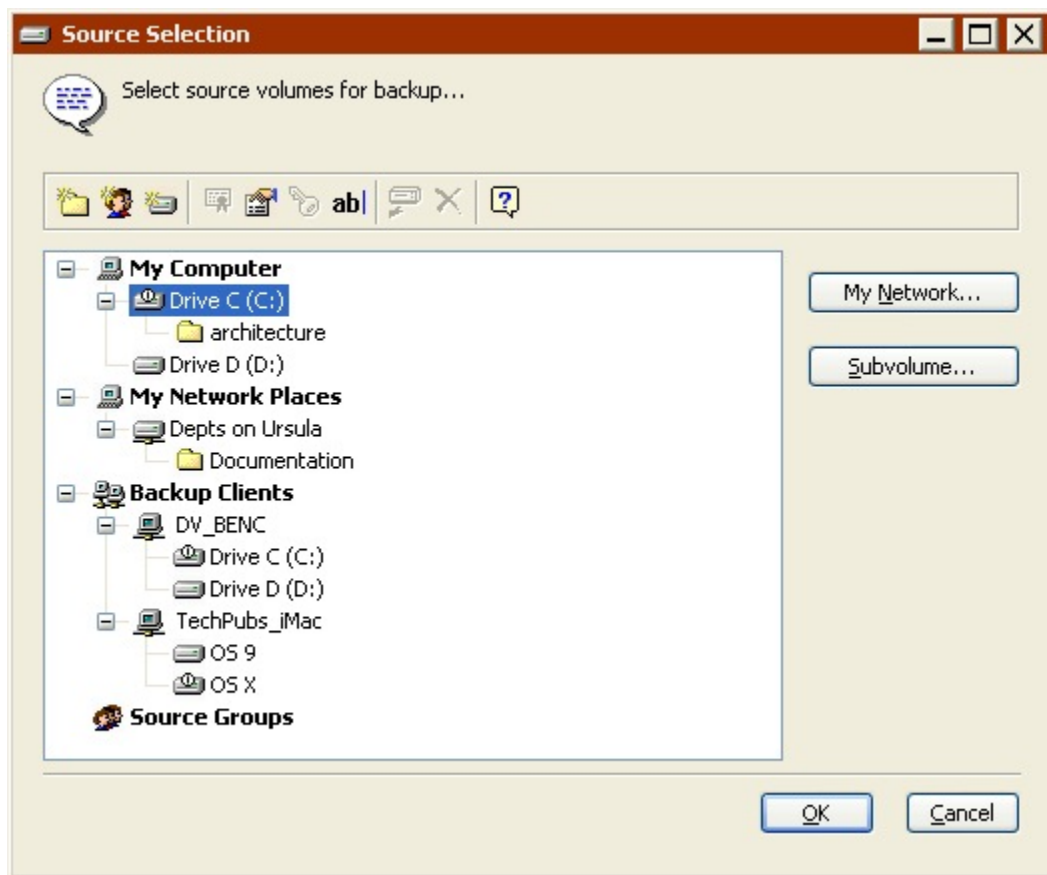 Source Selection
Select source volumes for backup...
ab|
My Computer
Drive C (C:)
architecture
Drive D (D:)
My Network Places
Depts on Ursula
Documentation
Backup Clients
DV_BENC
Drive C (C:)
Drive D (D:)
TechPubs_iMac
OS 9
OS X
Source Groups
My Network...
Subvolume...
OK
Cancel